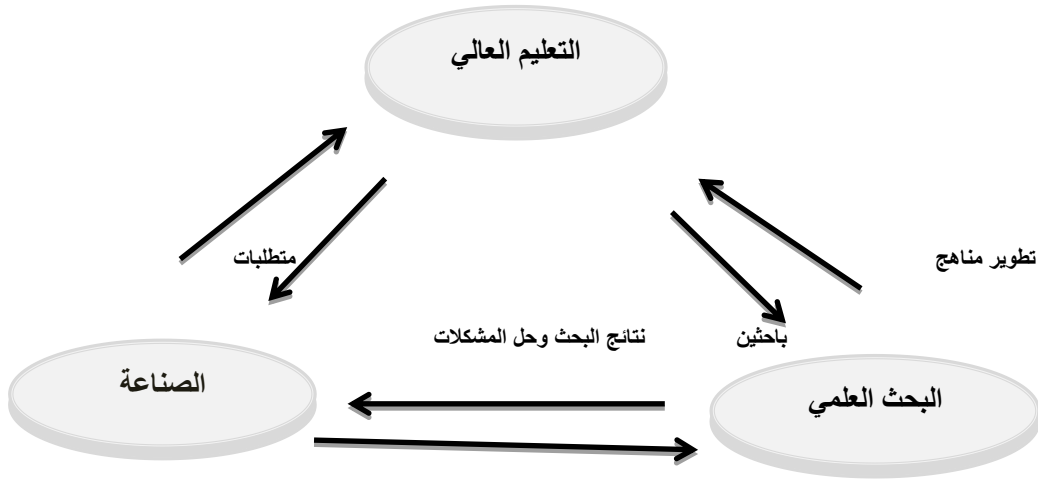 التعليم العالي
متطلبات
تطوير مناهج
نتائج البحث وحل المشكلات
باحثين
الصناعة
البحث العلمي